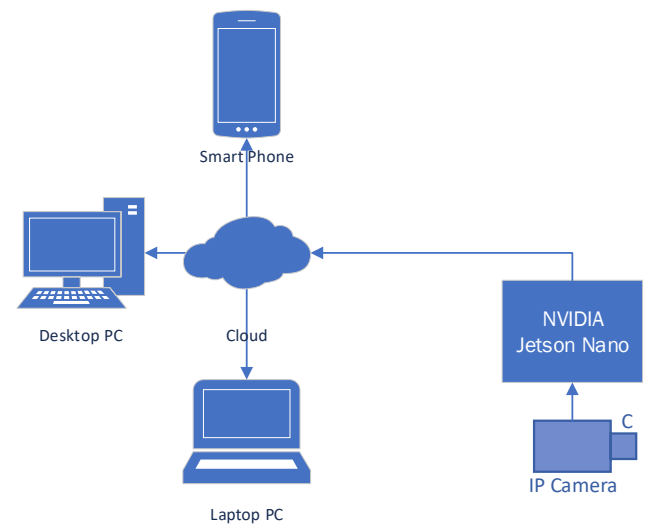 Smart Phone
Desktop PC
Cloud
NVIDIA
Jetson Nano
C
IP Camera
Laptop PC